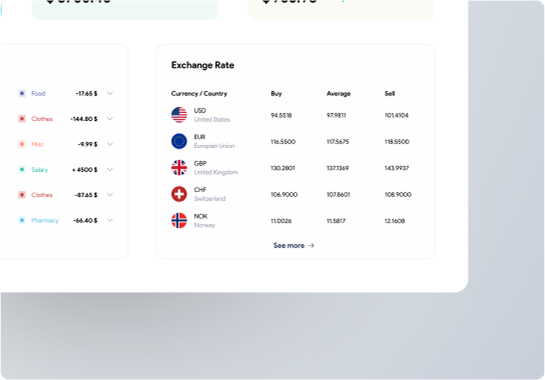 Exchange Rate
Currency / Country Buy Average Sell
Food -17.65 $
USD 94.5518 97.9811 101.4104
United States
Clothes -144.80 $
EUR 116.5500 117.5675 118.5500
Europian Union
Misc -9.99 $
GBP 130.2801 137.1369 143.9937
United Kingdom
Salary + 4500 $
CHF 106.9000 107.8601 108.9000
Switzerland
Clothes -87.65 $
NOK 11.0026 11.5817 12.1608
Norway
Pharmacy -66.40 $
See more →